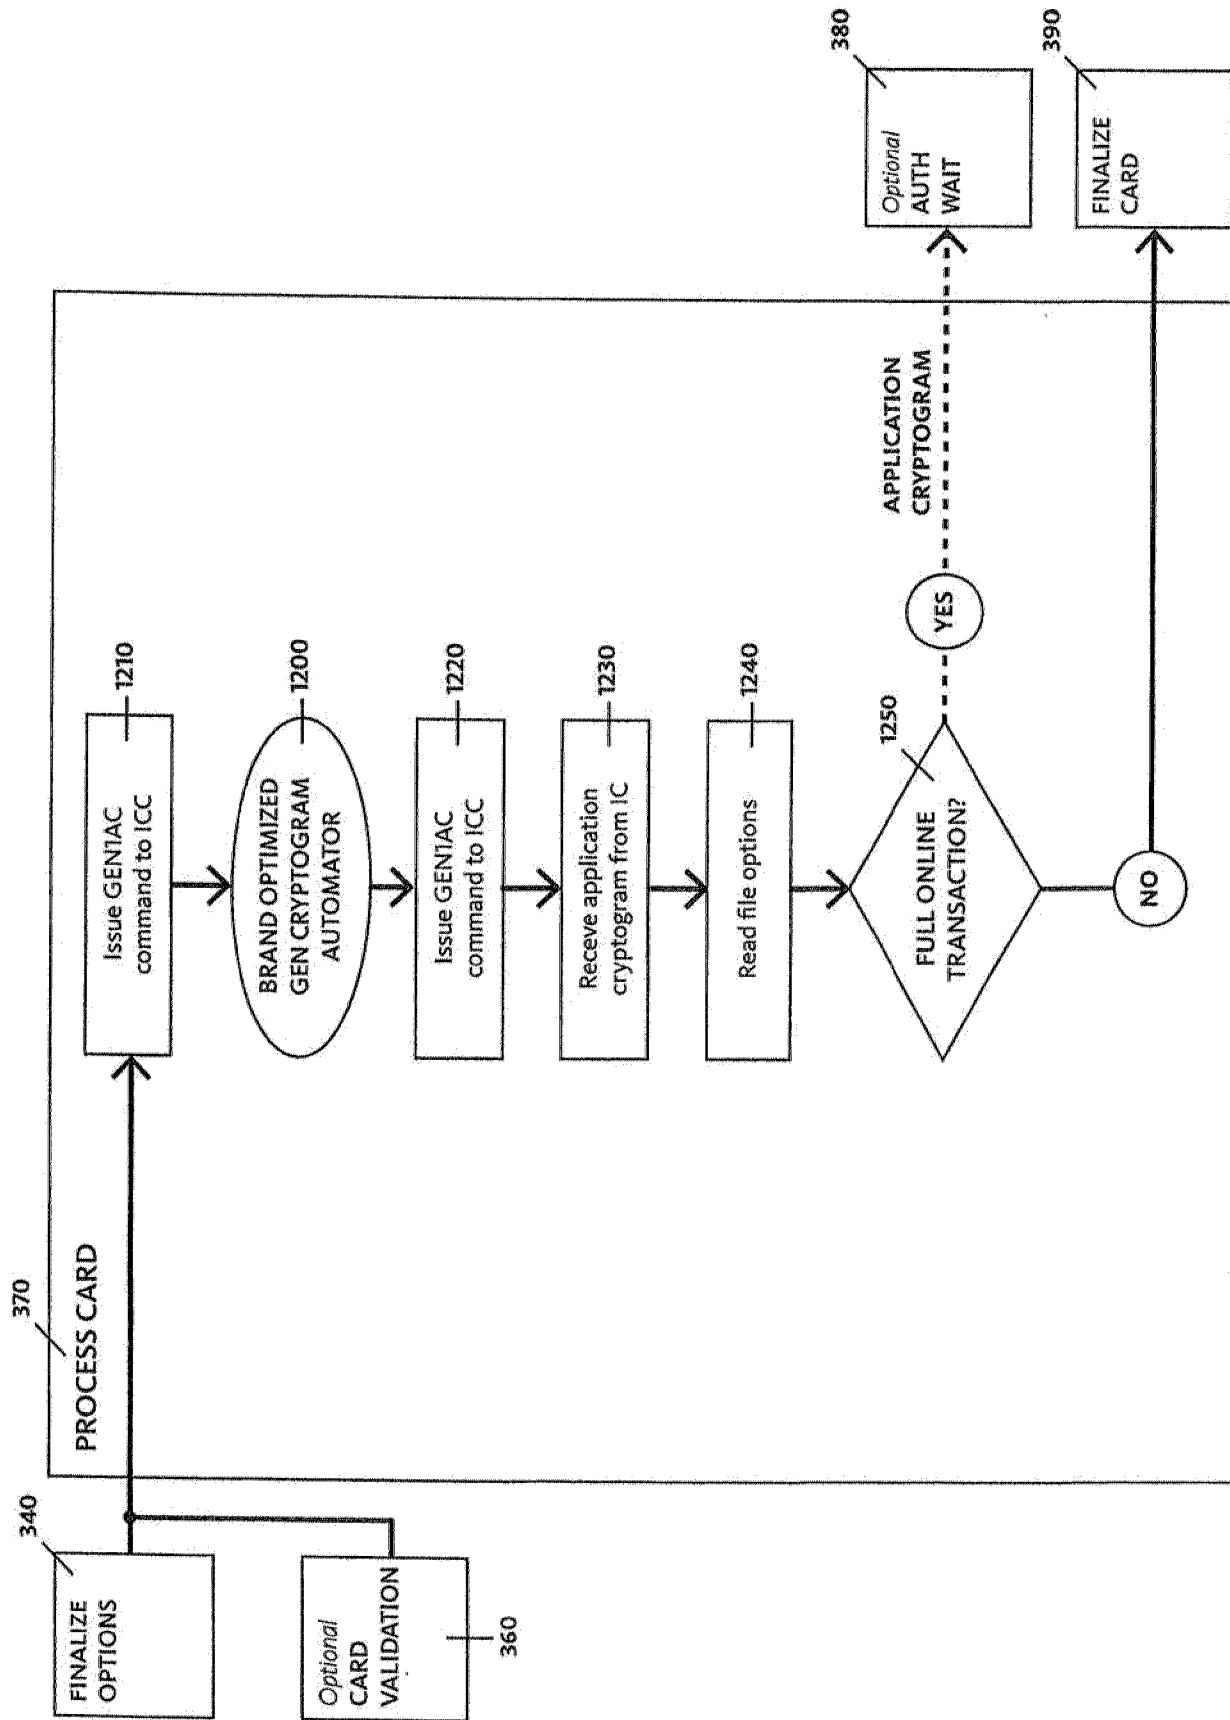 370
PROCESS CARD
340
FINALIZE
OPTIONS
Optional
CARD
VALIDATION
360
Issue GEN1AC
command to ICC
1210
BRAND OPTIMIZED
GEN CRYPTOGRAM
AUTOMATOR
1200
Issue GEN1AC
command to ICC
1220
Receve application
cryptogram from IC
1230
Read file options
1240
FULL ONLINE
TRANSACTION?
1250
YES
NO
APPLICATION
CRYPTOGRAM
380
Optional
AUTH
WAIT
390
FINALIZE
CARD